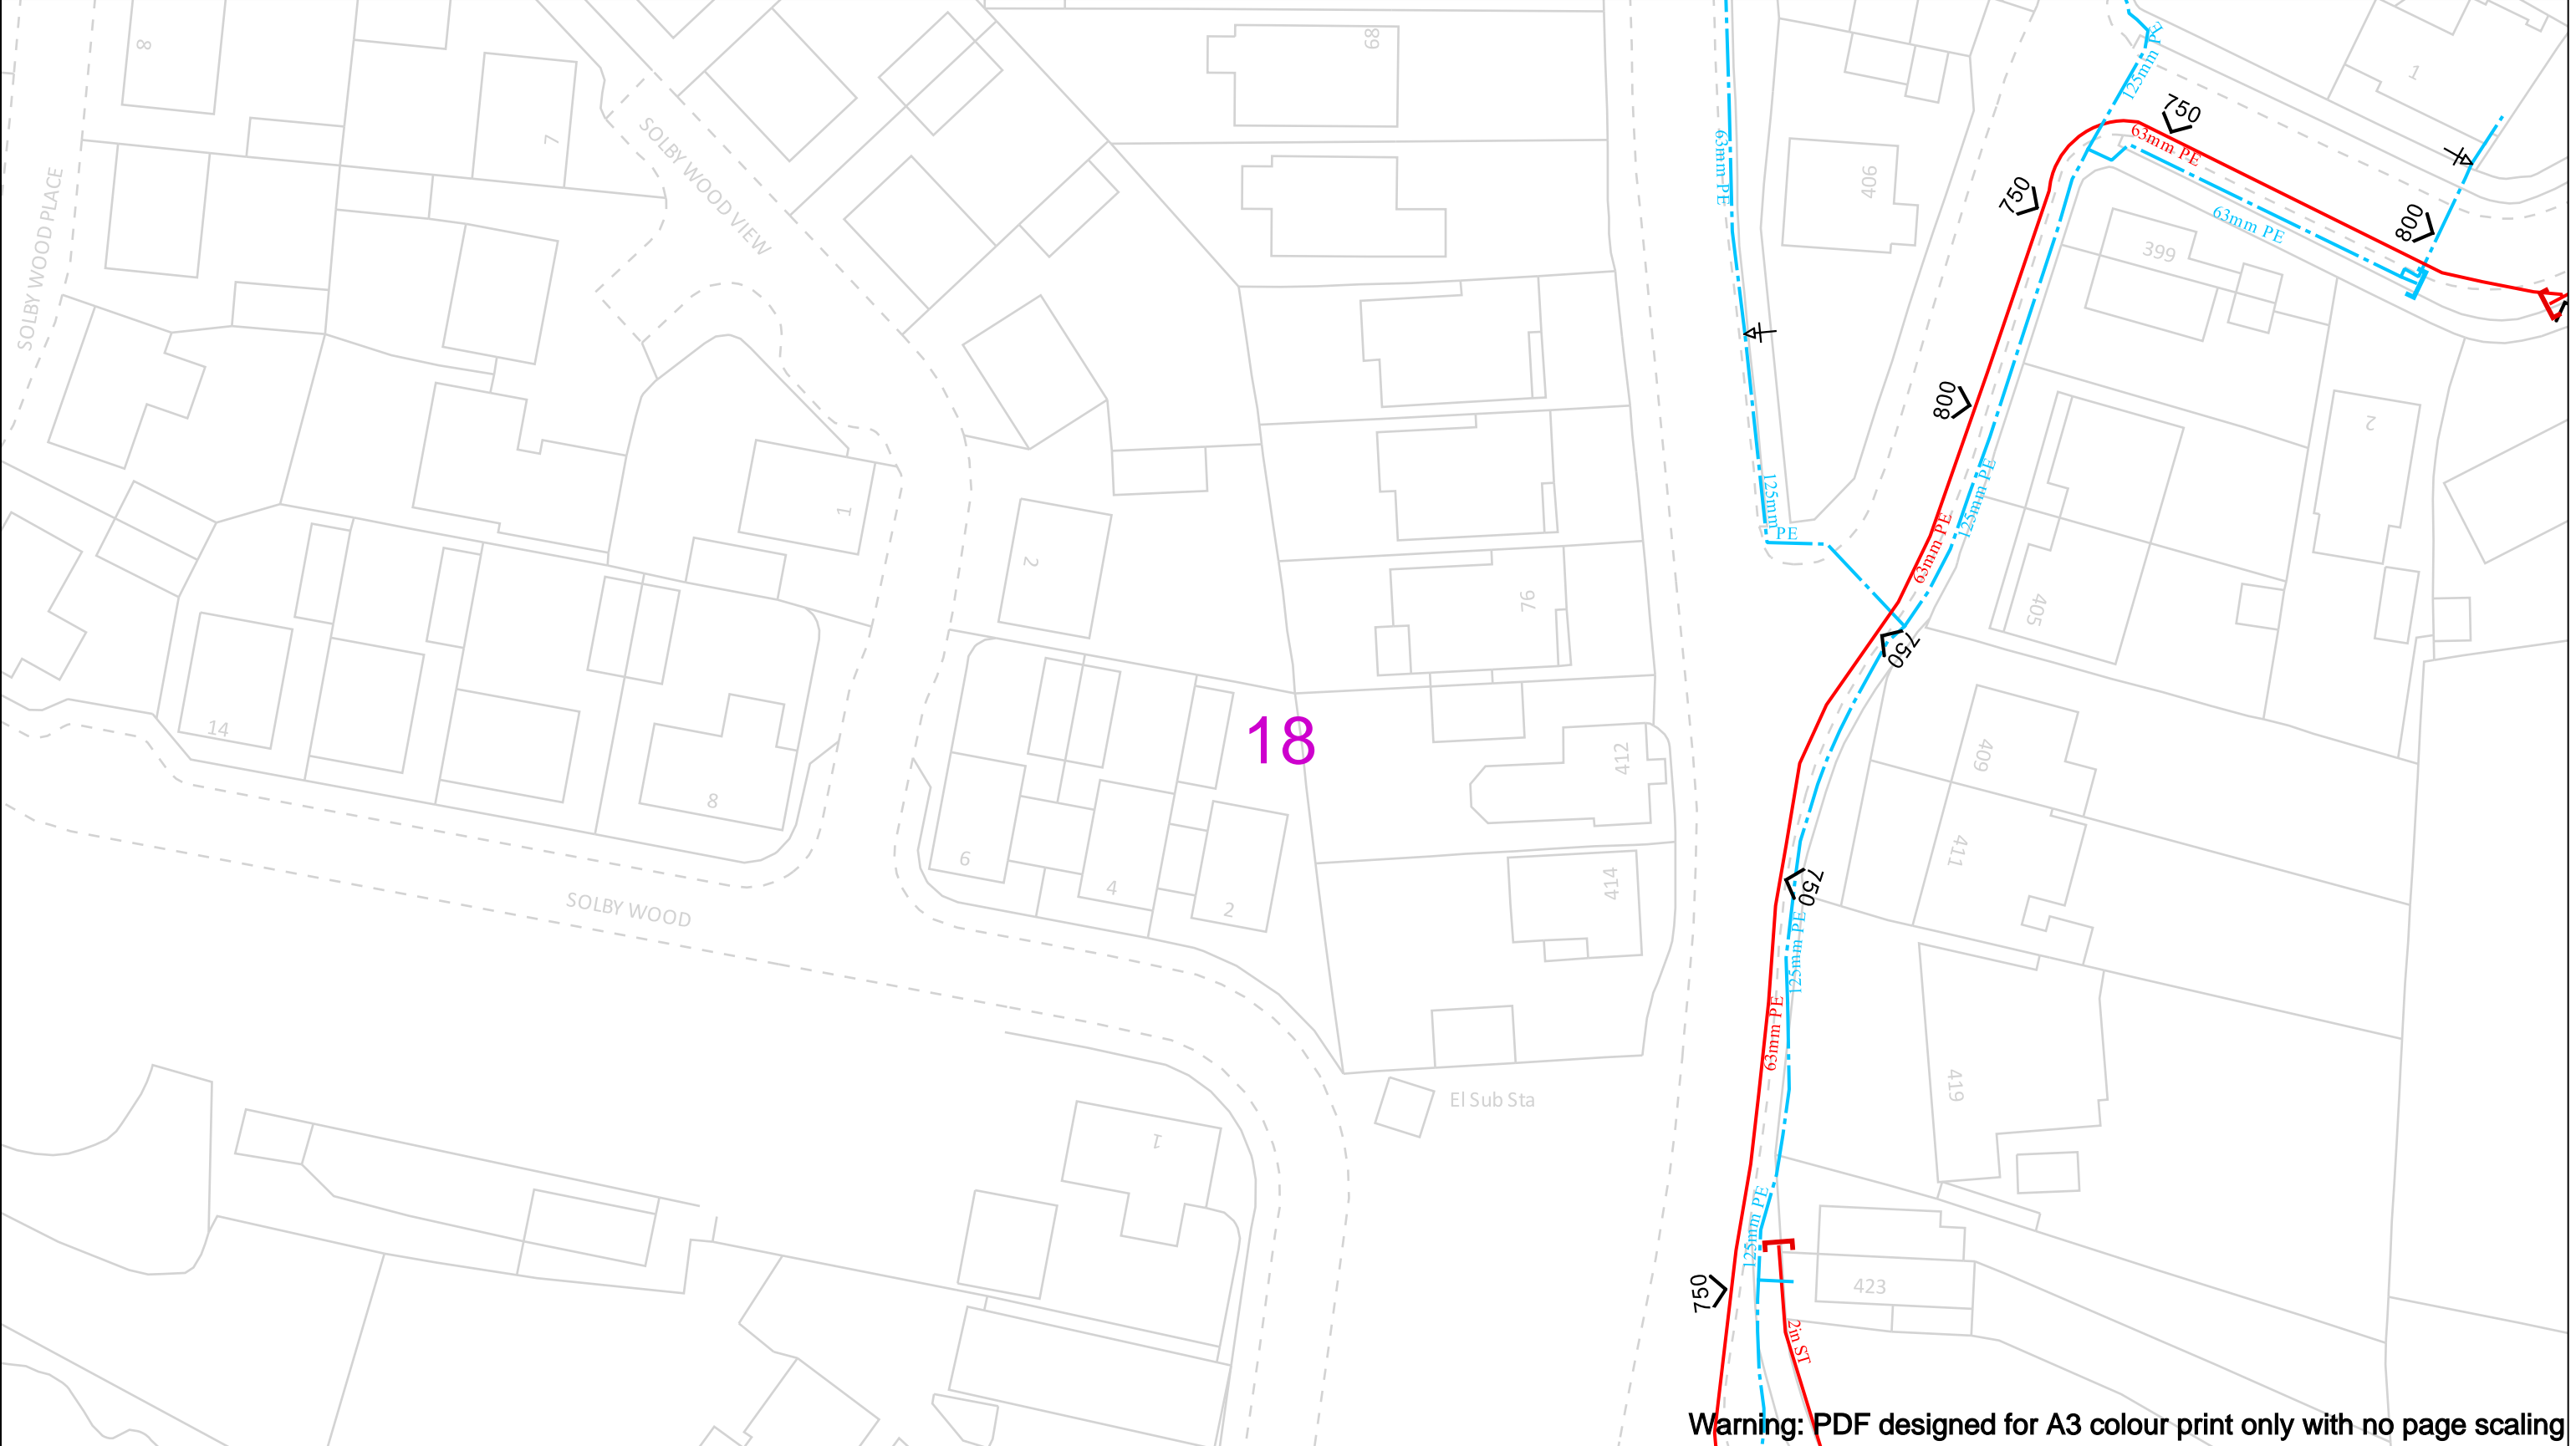 8
7
SOLBY WOOD PLACE
SOLBY WOOD VIEW
68
63mm PE
406
125mm PE
750
63mm PE
1
750
800
63mm PE
399
800
2
125mm PE
125mm PE
63mm PE
1
2
76
405
750
14
8
18
412
409
6
4
2
414
411
750
SOLBY WOOD
125mm PE
63mm PE
El Sub Sta
1
419
125mm PE
750
423
2in ST
Warning: PDF designed for A3 colour print only with no page scaling